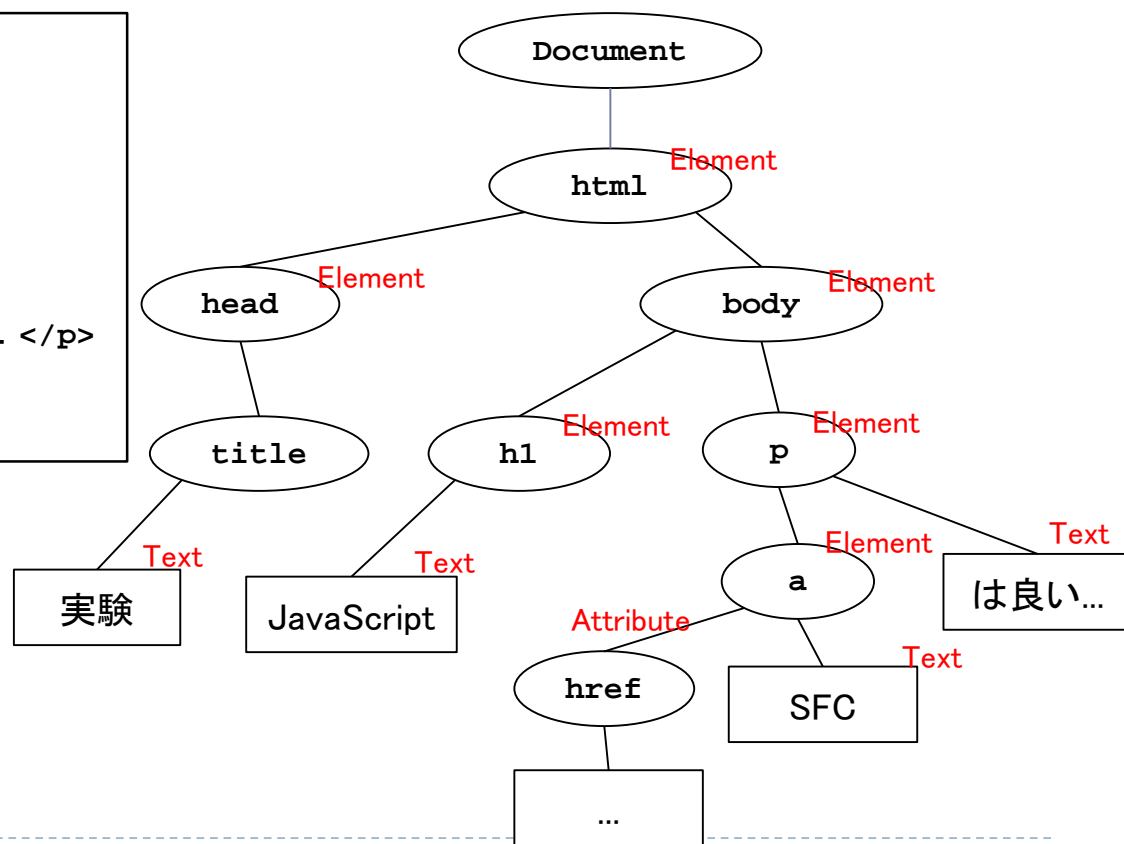 Document
Element
html
Element
head
Element
body
</p>
Element
title
Element
h1
Element
p
Text
実験
Text
JavaScript
Element
a
Text
は良い...
Attribute
href
Text
SFC
...